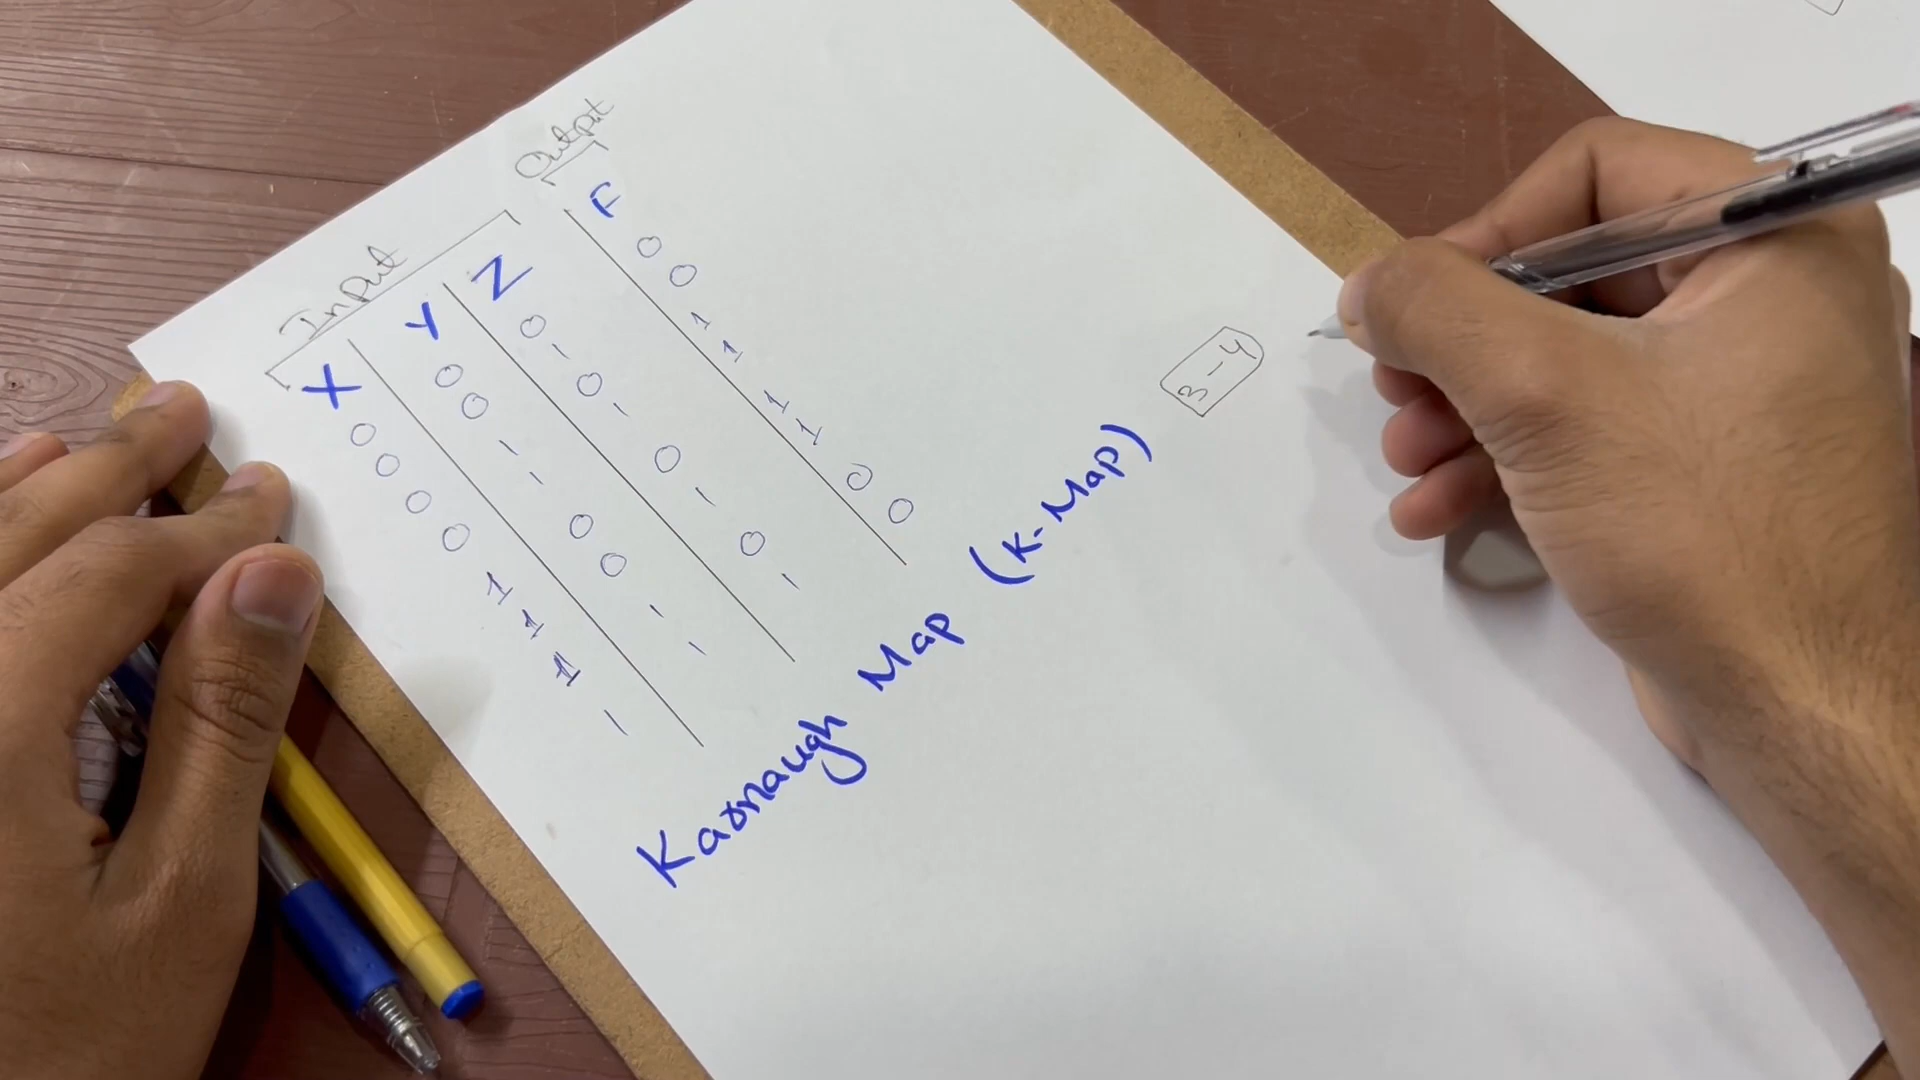 Input Output
X Y Z F
0 0 0 0
0 0 1 0
0 1 0 1
0 1 1 1
1 0 0 1
1 0 1 1
1 1 0 0
1 1 1 0
Karnaugh Map (K-Map) 3-4